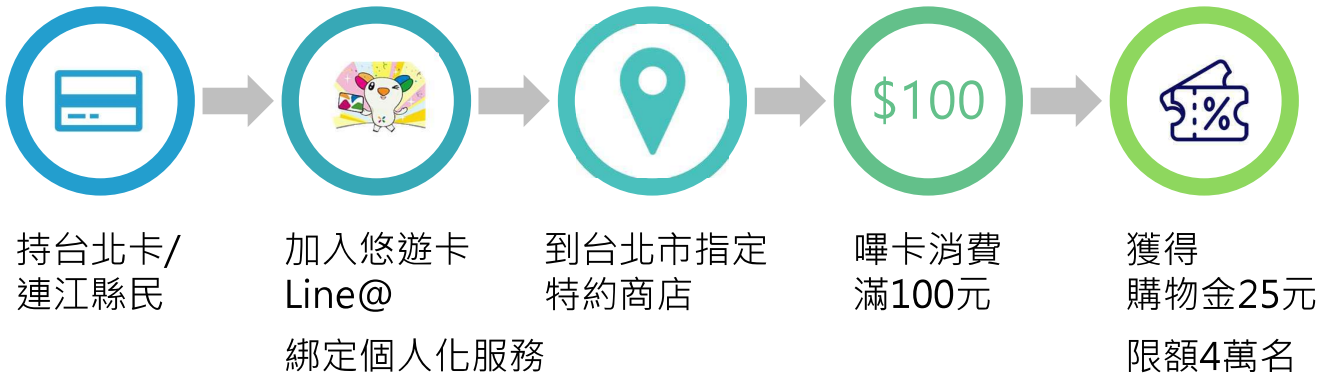 $100
持台北卡/
連江縣民
加入悠遊卡
Line@
綁定個人化服務
到台北市指定
特約商店
嗶卡消費
滿100元
獲得
購物金25元
限額4萬名